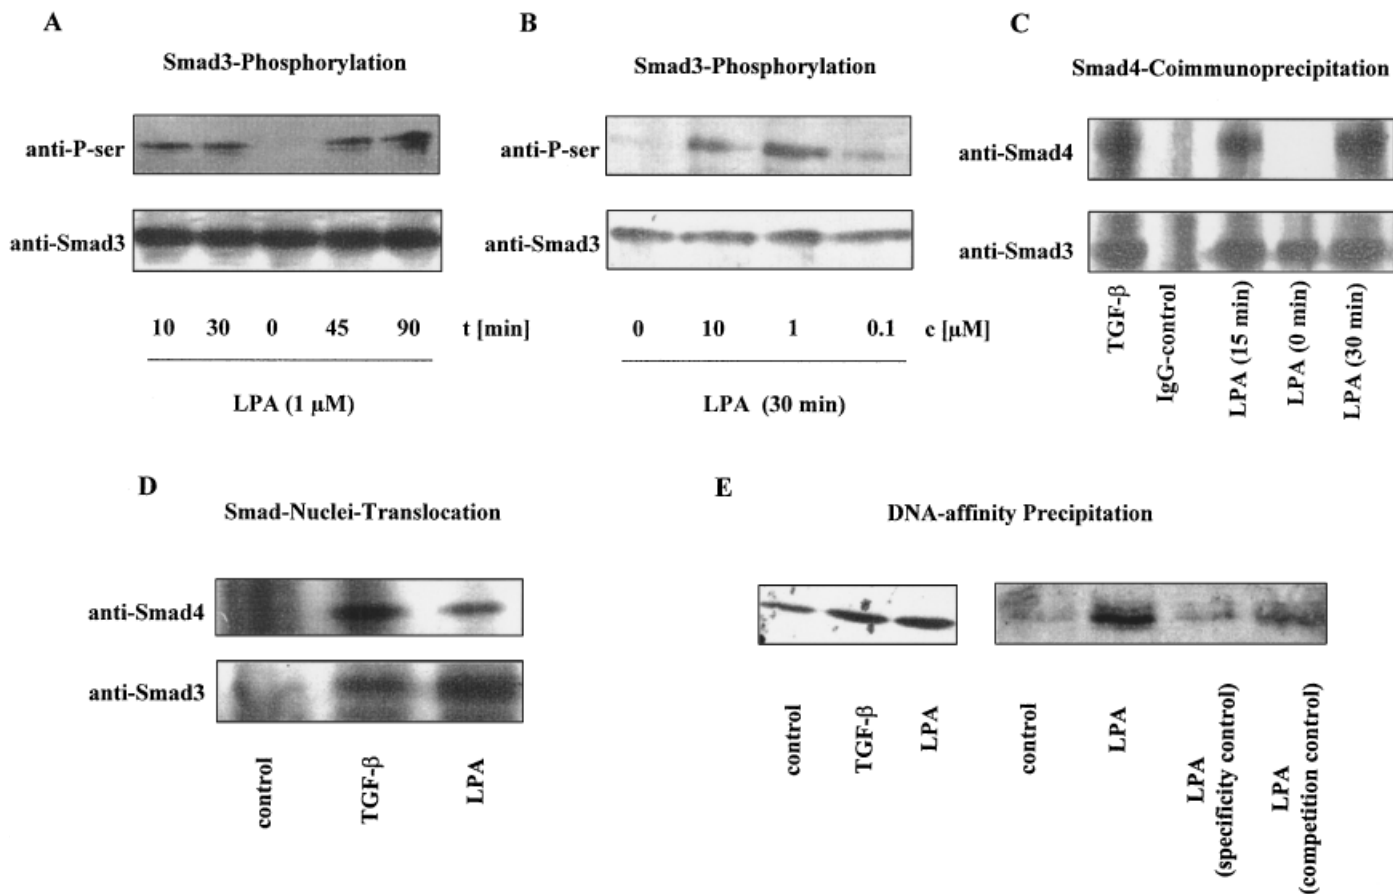 A
Smad3-Phosphorylation
anti-P-ser
anti-Smad3
10 30 0 45 90 t [min]
LPA (1 µM)
B
Smad3-Phosphorylation
anti-P-ser
anti-Smad3
0 10 1 0.1 c [µM]
LPA (30 min)
C
Smad4-Coimmunoprecipitation
anti-Smad4
anti-Smad3
TGF-β
IgG-control
LPA (15 min)
LPA (0 min)
LPA (30 min)
D
Smad-Nuclei-Translocation
anti-Smad4
anti-Smad3
control
TGF-β
LPA
E
DNA-affinity Precipitation
control
TGF-β
LPA
control
LPA
LPA
(specificity control)
LPA
(competition control)